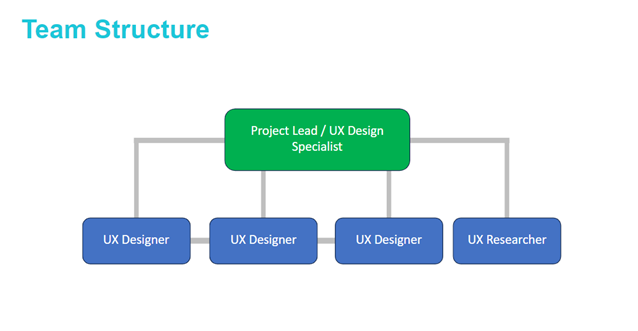 Team Structure
Project Lead / UX Design
Specialist
UX Designer
UX Designer
UX Designer
UX Researcher